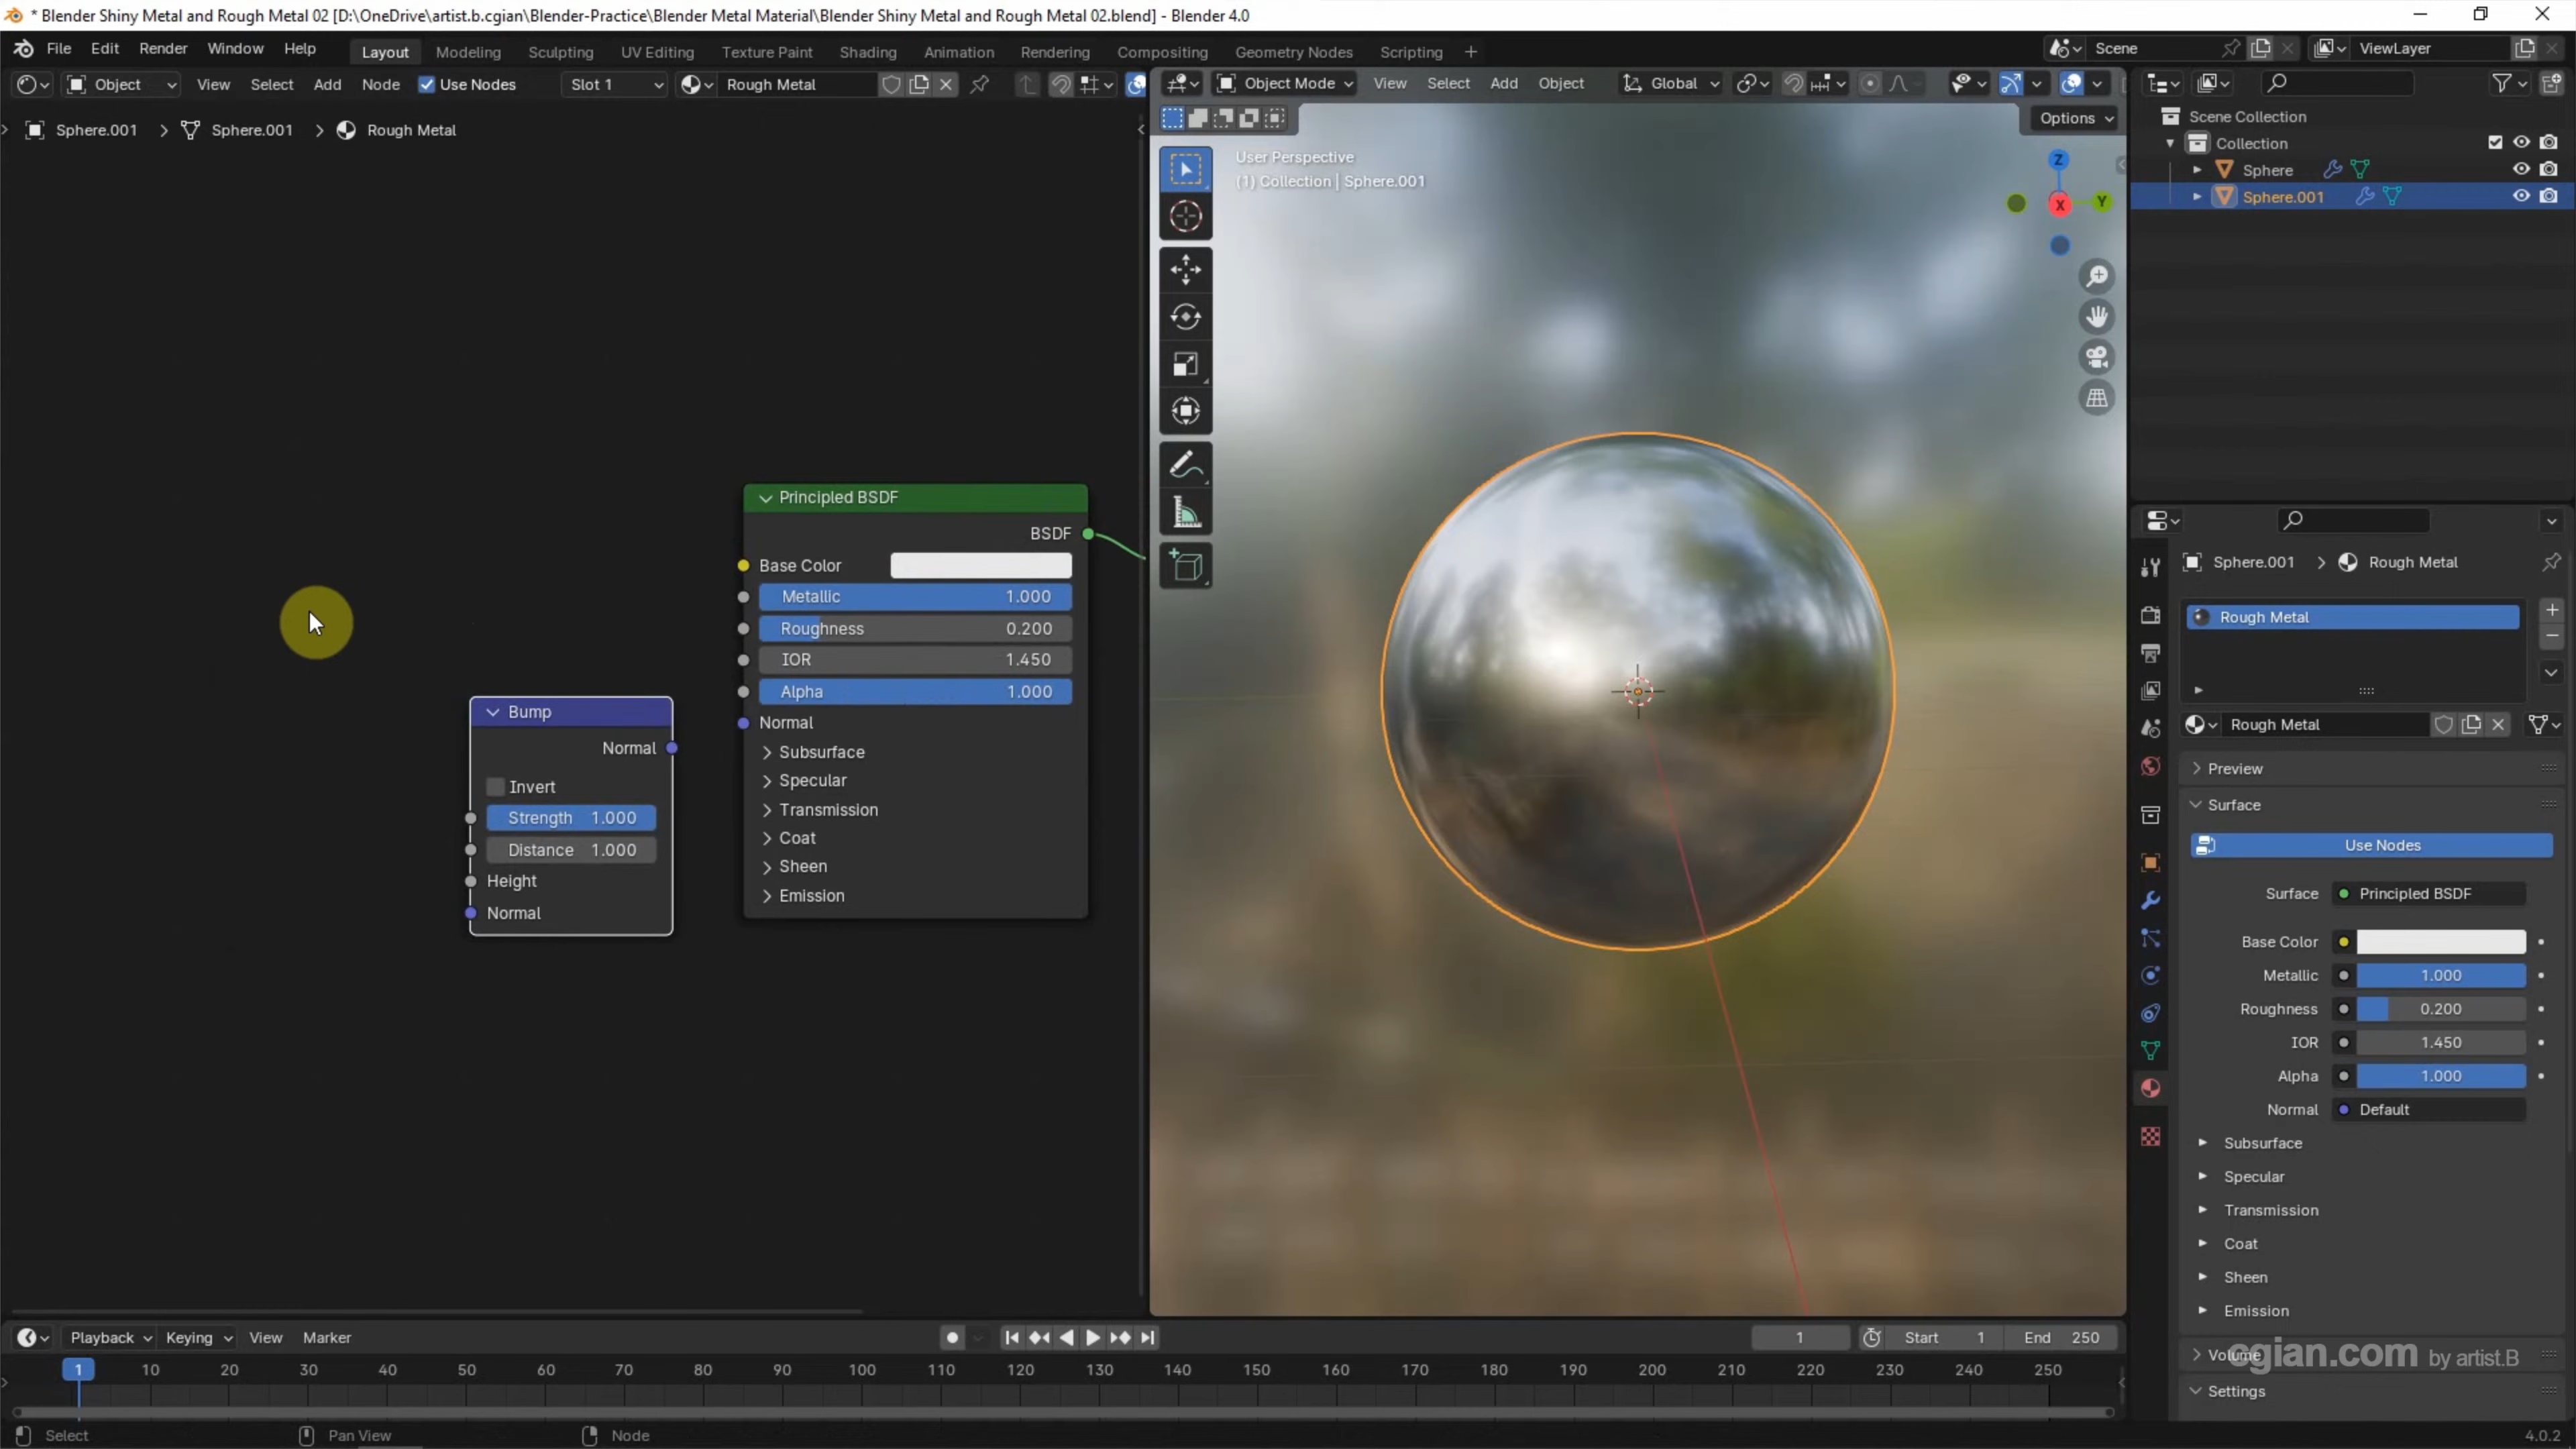 * Blender Shiny Metal and Rough Metal 02 [D:\OneDrive\artist.b.cgian\Blender-Practice\Blender Metal Material\Blender Shiny Metal and Rough Metal 02.blend] - Blender 4.0
File Edit Render Window Help Layout Modeling Sculpting UV Editing Texture Paint Shading Animation Rendering Compositing Geometry Nodes Scripting + Scene ViewLayer
Object View Select Add Node Use Nodes Slot 1 Rough Metal
Object Mode View Select Add Object Global
Options
Sphere.001 > Sphere.001 > Rough Metal
User Perspective
(1) Collection | Sphere.001
Z
X
Y
Scene Collection
Collection
Sphere
Sphere.001
Principled BSDF
BSDF
Base Color
Metallic 1.000
Roughness 0.200
IOR 1.450
Alpha 1.000
Normal
Subsurface
Specular
Transmission
Coat
Sheen
Emission
Bump
Normal
Invert
Strength 1.000
Distance 1.000
Height
Normal
Sphere.001 > Rough Metal
Rough Metal
Rough Metal
Preview
Surface
Use Nodes
Surface Principled BSDF
Base Color
Metallic 1.000
Roughness 0.200
IOR 1.450
Alpha 1.000
Normal Default
Subsurface
Specular
Transmission
Coat
Sheen
Emission
Volume
cgian.com by artist.B
Settings
Playback Keying View Marker 1 Start 1 End 250
1 10 20 30 40 50 60 70 80 90 100 110 120 130 140 150 160 170 180 190 200 210 220 230 240 250
Select Pan View Node 4.0.2